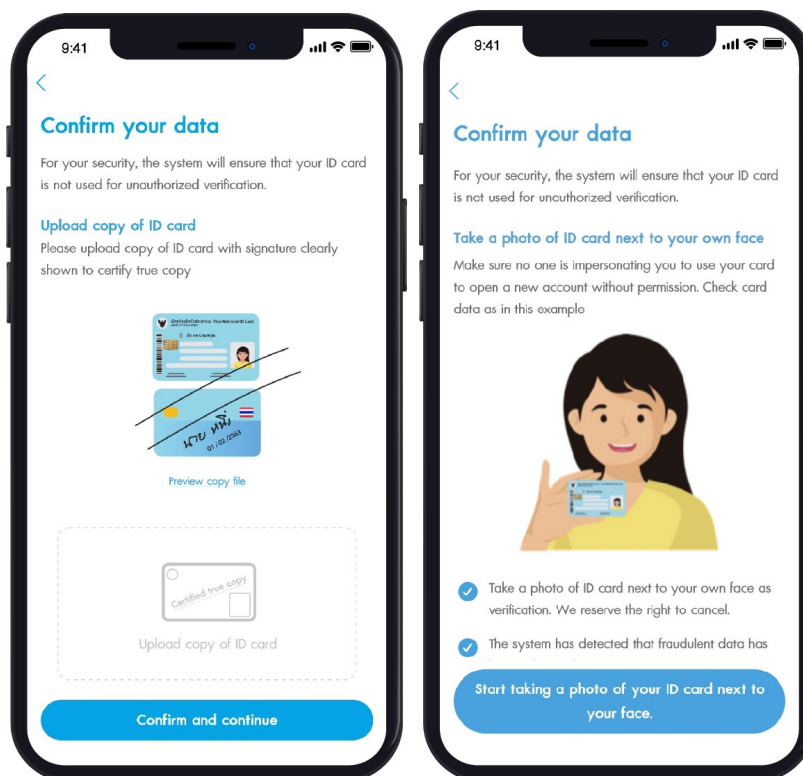 9:41
Confirm your data
For your security, the system will ensure that your ID card
is not used for unauthorized verification.
Upload copy of ID card
Please upload copy of ID card with signature clearly
shown to certify true copy
Thai National ID Card
นาย หนึ่ง
01/02/2563
Preview copy file
Certified true copy
Upload copy of ID card
Confirm and continue
9:41
Confirm your data
For your security, the system will ensure that your ID card
is not used for uncuthorized verification.
Take a photo of ID card next to your own face
Make sure no one is impersonating you to use your card
to open a new account without permission. Check card
data as in this example
Take a photo of ID card next to your own face as
verification. We reserve the right to cancel.
The system has detected that fraudulent data has
Start taking a photo of your ID card next to
your face.